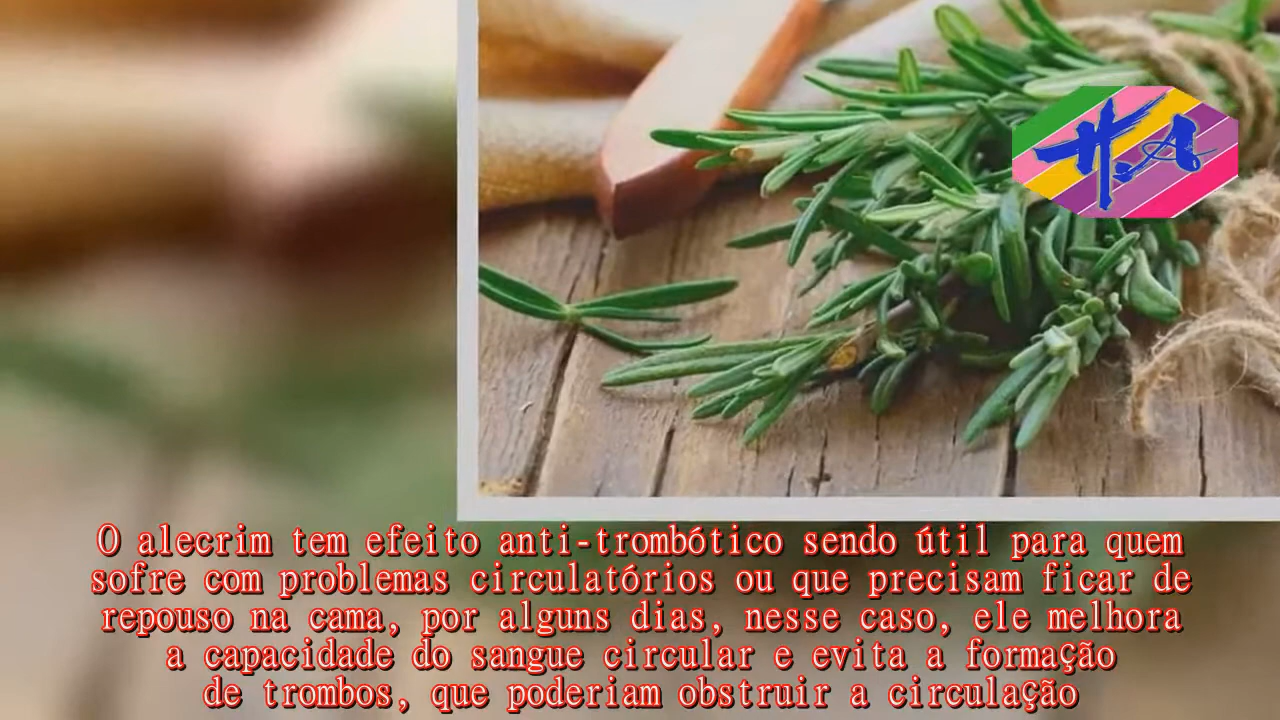 H.A
O alecrim tem efeito anti-trombótico sendo útil para quem
sofre com problemas circulatórios ou que precisam ficar de
repouso na cama, por alguns dias, nesse caso, ele melhora
a capacidade do sangue circular e evita a formação
de trombos, que poderiam obstruir a circulação